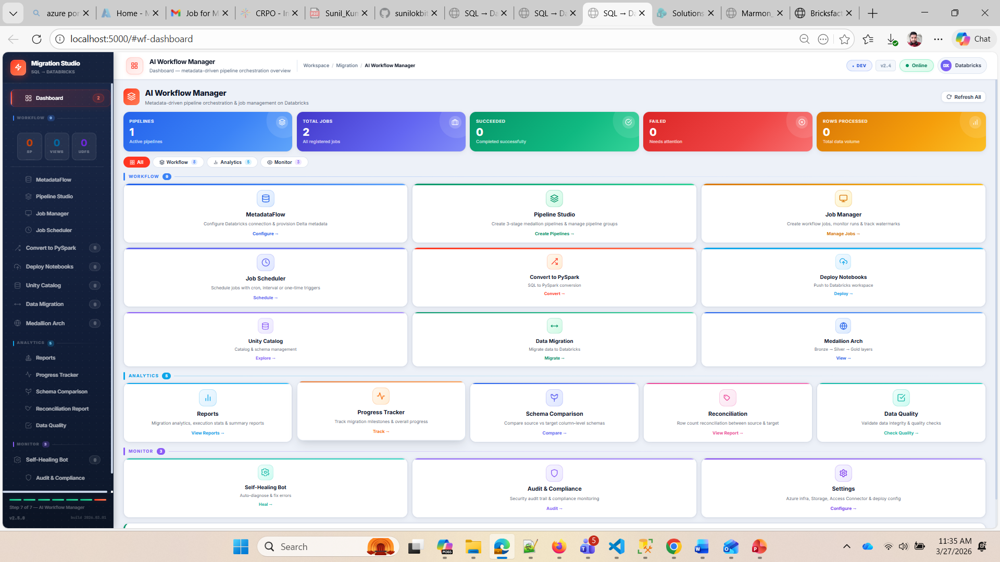 azure por
Home - M
Job for M
CRPO - In
Sunil_Kum
sunilokbit
SQL → Da
SQL → Da
SQL → Da
Solutions
Marmon_
Bricksfact
localhost:5000/#wf-dashboard
Chat
Migration Studio
SQL → DATABRICKS
Dashboard 2
WORKFLOW 9
0 0 0
SP VIEWS UDFS
MetadataFlow
Pipeline Studio
Job Manager
Job Scheduler
Convert to PySpark 0
Deploy Notebooks 0
Unity Catalog 0
Data Migration 0
Medallion Arch 0
ANALYTICS 5
Reports
Progress Tracker
Schema Comparison
Reconciliation Report
Data Quality
MONITOR 3
Self-Healing Bot 0
Audit & Compliance
Step 7 of 7 — AI Workflow Manager
v2.5.0 build 2026.03.01
AI Workflow Manager
Dashboard — metadata-driven pipeline orchestration overview
Workspace / Migration / AI Workflow Manager
DEV
v2.4
Online
DX Databricks
AI Workflow Manager
Metadata-driven pipeline orchestration & job management on Databricks
Refresh All
PIPELINES
1
Active pipelines
TOTAL JOBS
2
All registered jobs
SUCCEEDED
0
Completed successfully
FAILED
0
Needs attention
ROWS PROCESSED
0
Total data volume
All
Workflow 8
Analytics 5
Monitor 3
WORKFLOW 9
MetadataFlow
Configure Databricks connection & provision Delta metadata
Configure →
Pipeline Studio
Create 3-stage medallion pipelines & manage pipeline groups
Create Pipelines →
Job Manager
Create workflow jobs, monitor runs & track watermarks
Manage Jobs →
Job Scheduler
Schedule jobs with cron, interval or one-time triggers
Schedule →
Convert to PySpark
SQL to PySpark conversion
Convert →
Deploy Notebooks
Push to Databricks workspace
Deploy →
Unity Catalog
Catalog & schema management
Explore →
Data Migration
Migrate data to Databricks
Migrate →
Medallion Arch
Bronze → Silver → Gold layers
View →
ANALYTICS 5
Reports
Migration analytics, execution stats & summary reports
View Reports →
Progress Tracker
Track migration milestones & overall progress
Track →
Schema Comparison
Compare source vs target column-level schemas
Compare →
Reconciliation
Row count reconciliation between source & target
View Report →
Data Quality
Validate data integrity & quality checks
Check Quality →
MONITOR 3
Self-Healing Bot
Auto-diagnose & fix errors
Heal →
Audit & Compliance
Security audit trail & compliance monitoring
Audit →
Settings
Azure infra, Storage, Access Connector & deploy config
Configure →
Search
M365
5
11:35 AM
3/27/2026